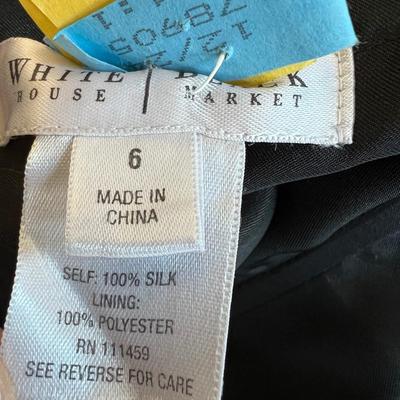 WHITE | BLACK
HOUSE | MARKET
6
MADE IN
CHINA
SELF: 100% SILK
LINING:
100% POLYESTER
RN 111459
SEE REVERSE FOR CARE